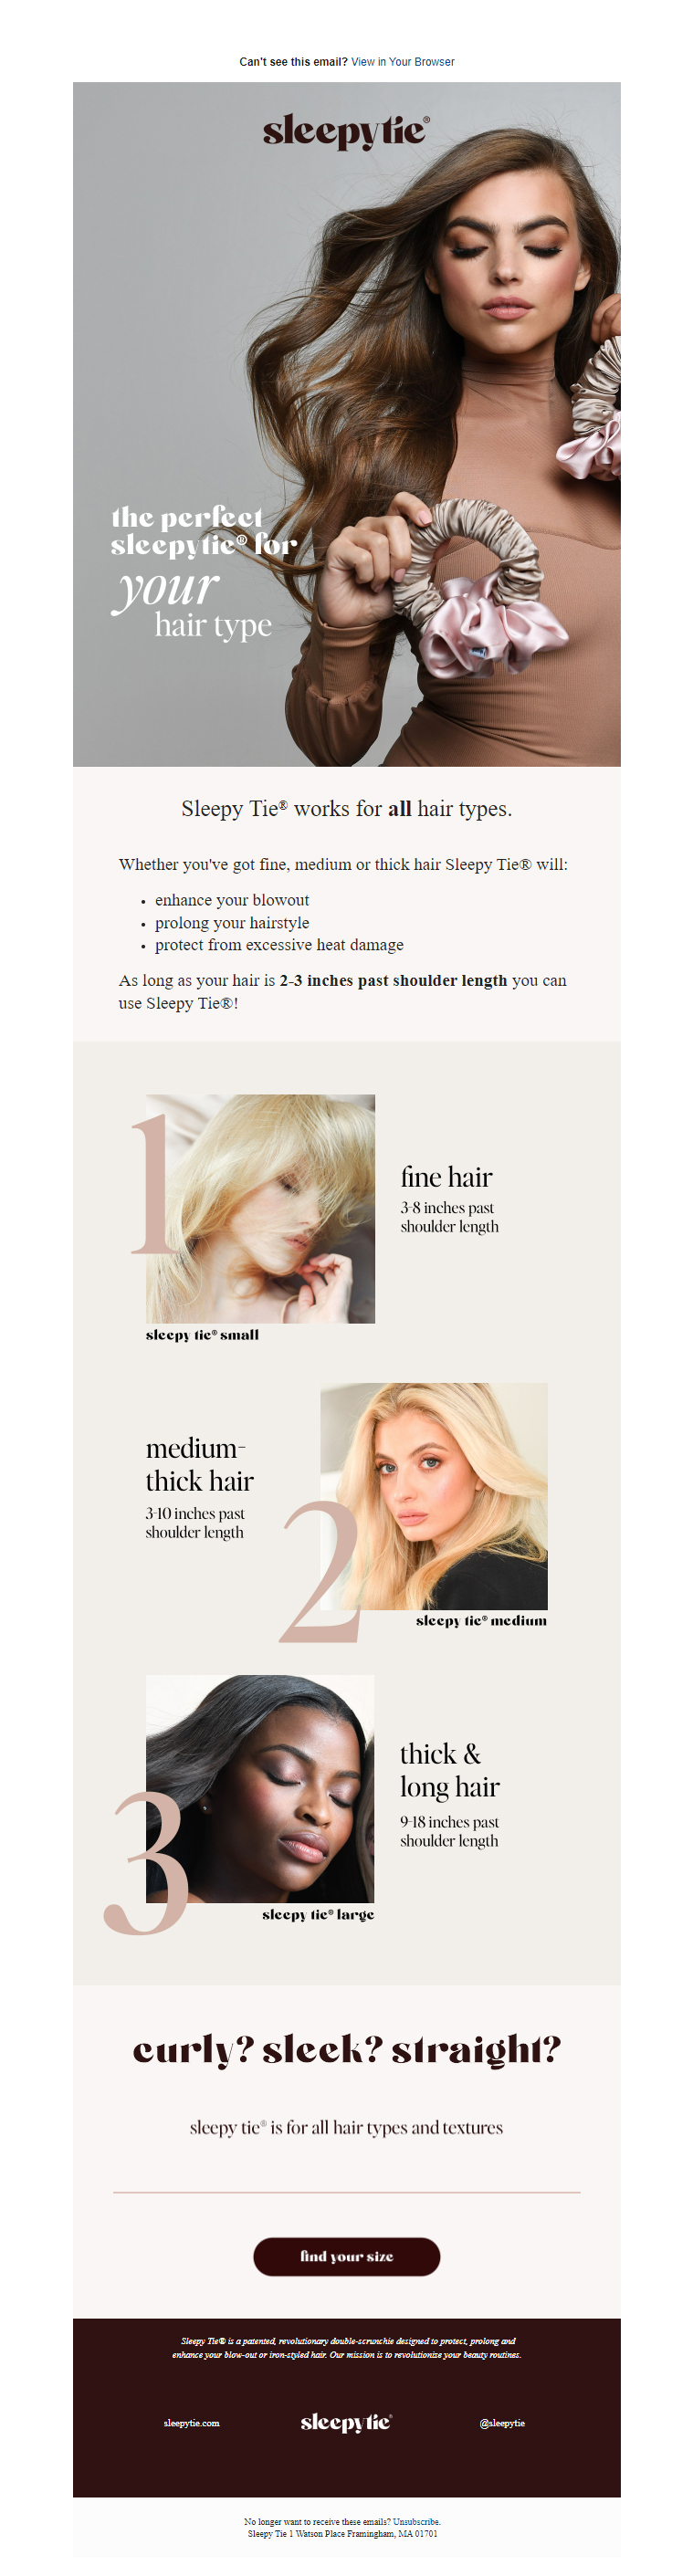 Can't see this email? View in Your Browser
sleepytie®
the perfect
sleepytie® for
your
hair type
Sleepy Tie® works for all hair types.
Whether you've got fine, medium or thick hair Sleepy Tie® will:
• enhance your blowout
• prolong your hairstyle
• protect from excessive heat damage
As long as your hair is 2-3 inches past shoulder length you can
use Sleepy Tie®!
1
fine hair
3-8 inches past
shoulder length
sleepy tie® small
medium-
thick hair
3-10 inches past
shoulder length
2
sleepy tie® medium
3
thick &
long hair
9-18 inches past
shoulder length
sleepy tie® large
curly? sleek? straight?
sleepy tie® is for all hair types and textures
find your size
Sleepy Tie® is a patented, revolutionary double-scrunchie designed to protect, prolong and
enhance your blow-out or iron-styled hair. Our mission is to revolutionize your beauty routines.
sleepytie.com
sleepytie®
@sleepytie
No longer want to receive these emails? Unsubscribe.
Sleepy Tie 1 Watson Place Framingham, MA 01701